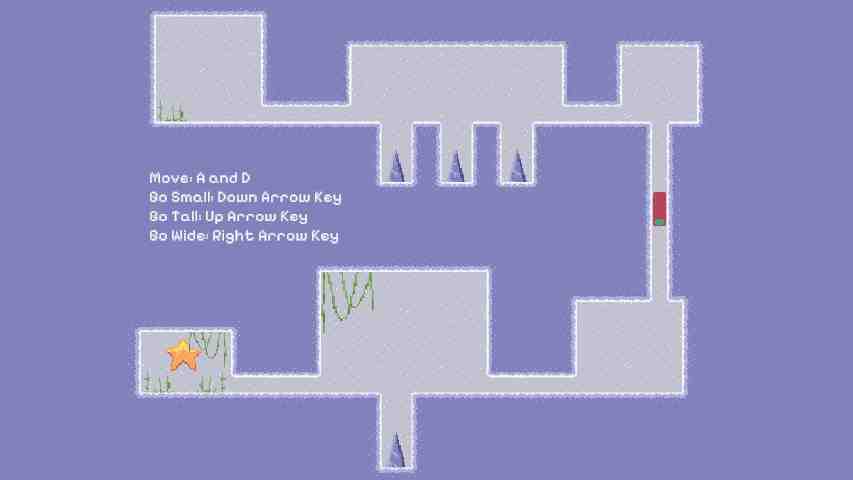 Move: A and D
Go Small: Down Arrow Key
Go Tall: Up Arrow Key
Go Wide: Right Arrow Key